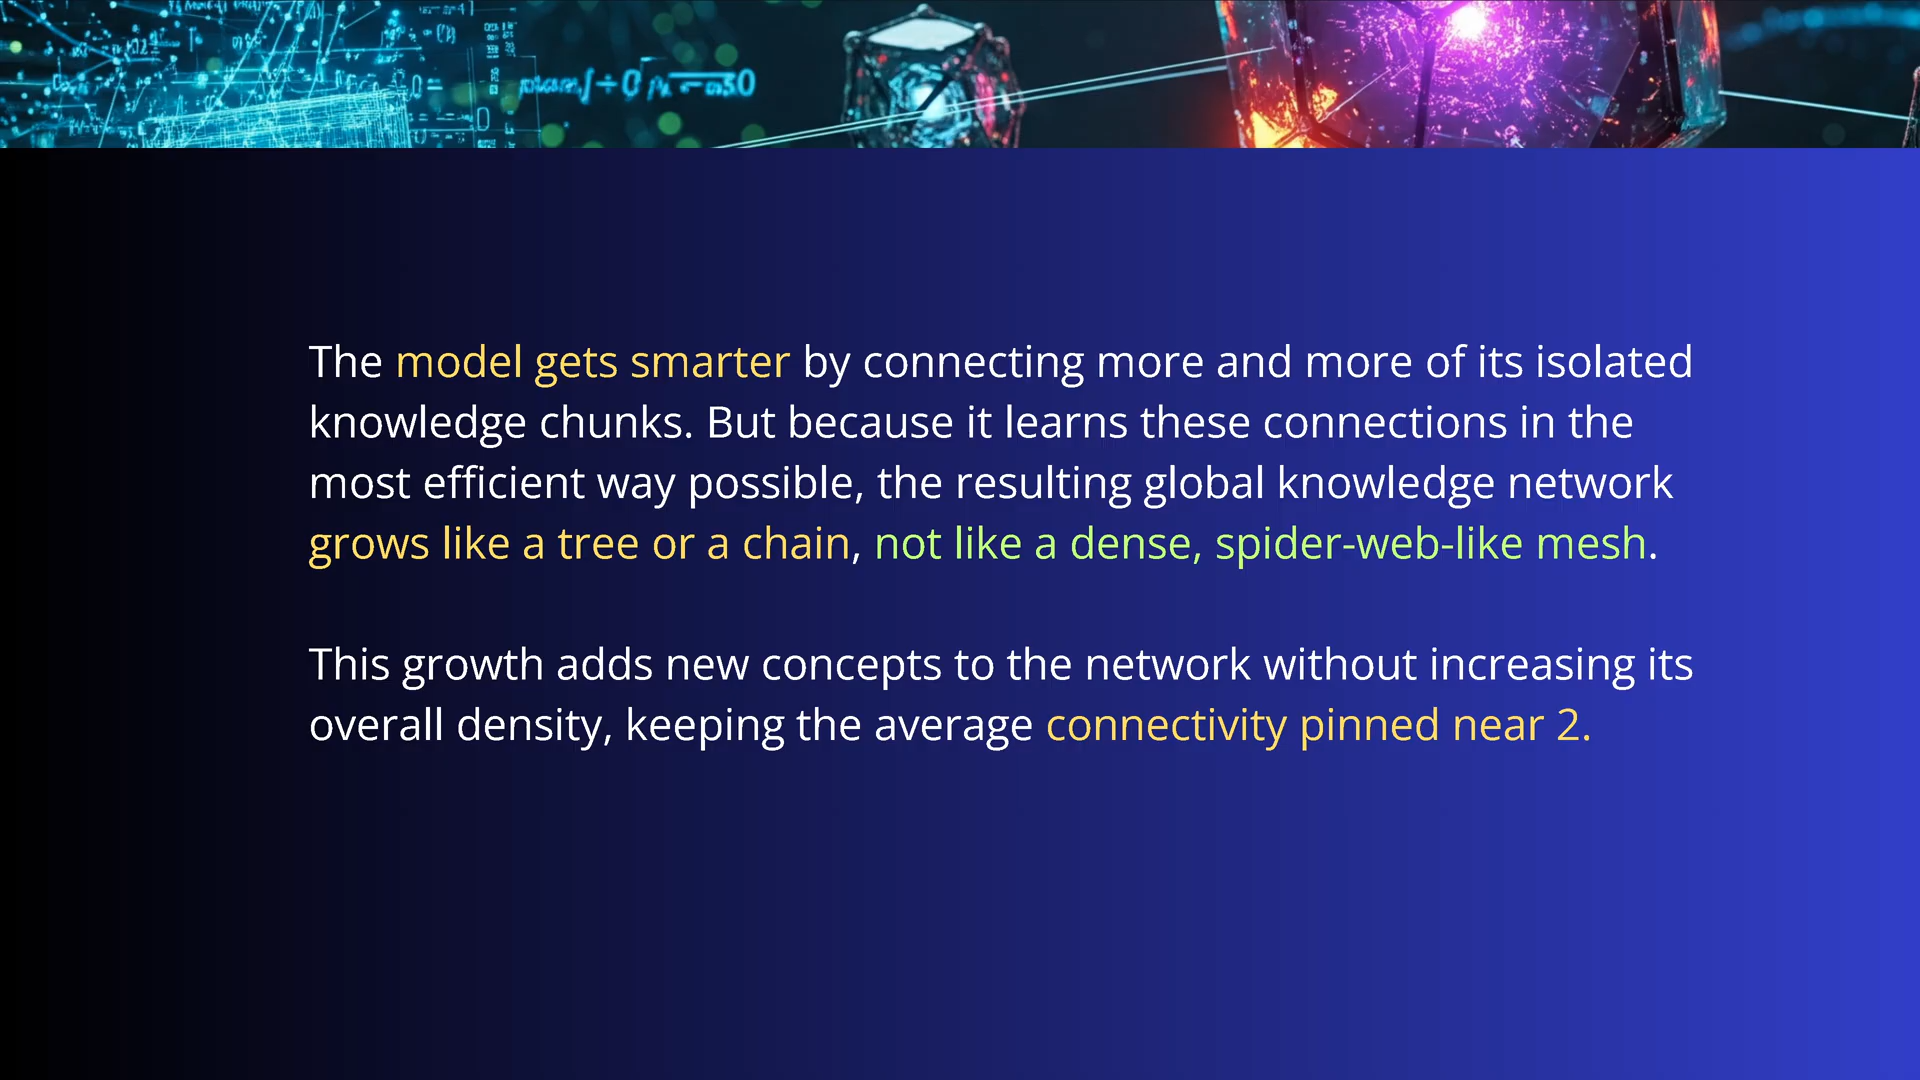 The model gets smarter by connecting more and more of its isolated
knowledge chunks. But because it learns these connections in the
most efficient way possible, the resulting global knowledge network
grows like a tree or a chain, not like a dense, spider-web-like mesh.
This growth adds new concepts to the network without increasing its
overall density, keeping the average connectivity pinned near 2.